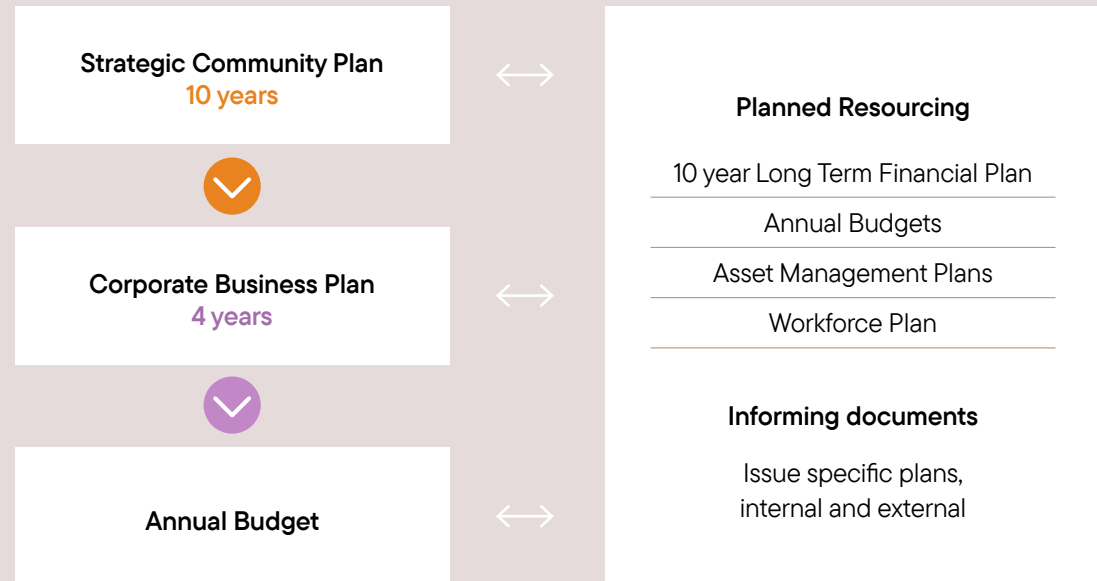 Strategic Community Plan
10 years
Corporate Business Plan
4 years
Annual Budget
Planned Resourcing
10 year Long Term Financial Plan
Annual Budgets
Asset Management Plans
Workforce Plan
Informing documents
Issue specific plans,
internal and external